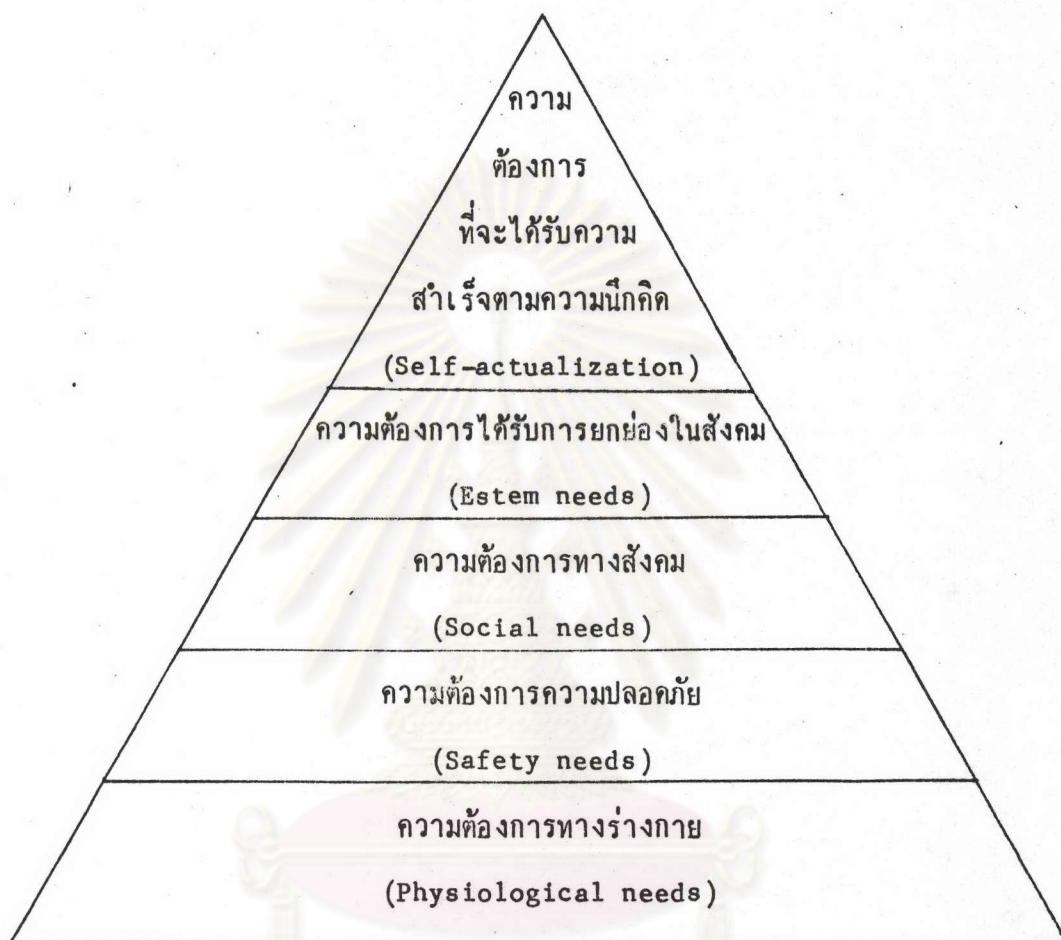 ความ
ต้องการ
ที่จะได้รับความ
สำเร็จตามความนึกคิด
(Self-actualization)
ความต้องการได้รับการยกย่องในสังคม
(Estem needs)
ความต้องการทางสังคม
(Social needs)
ความต้องการความปลอดภัย
(Safety needs)
ความต้องการทางร่างกาย
(Physiological needs)